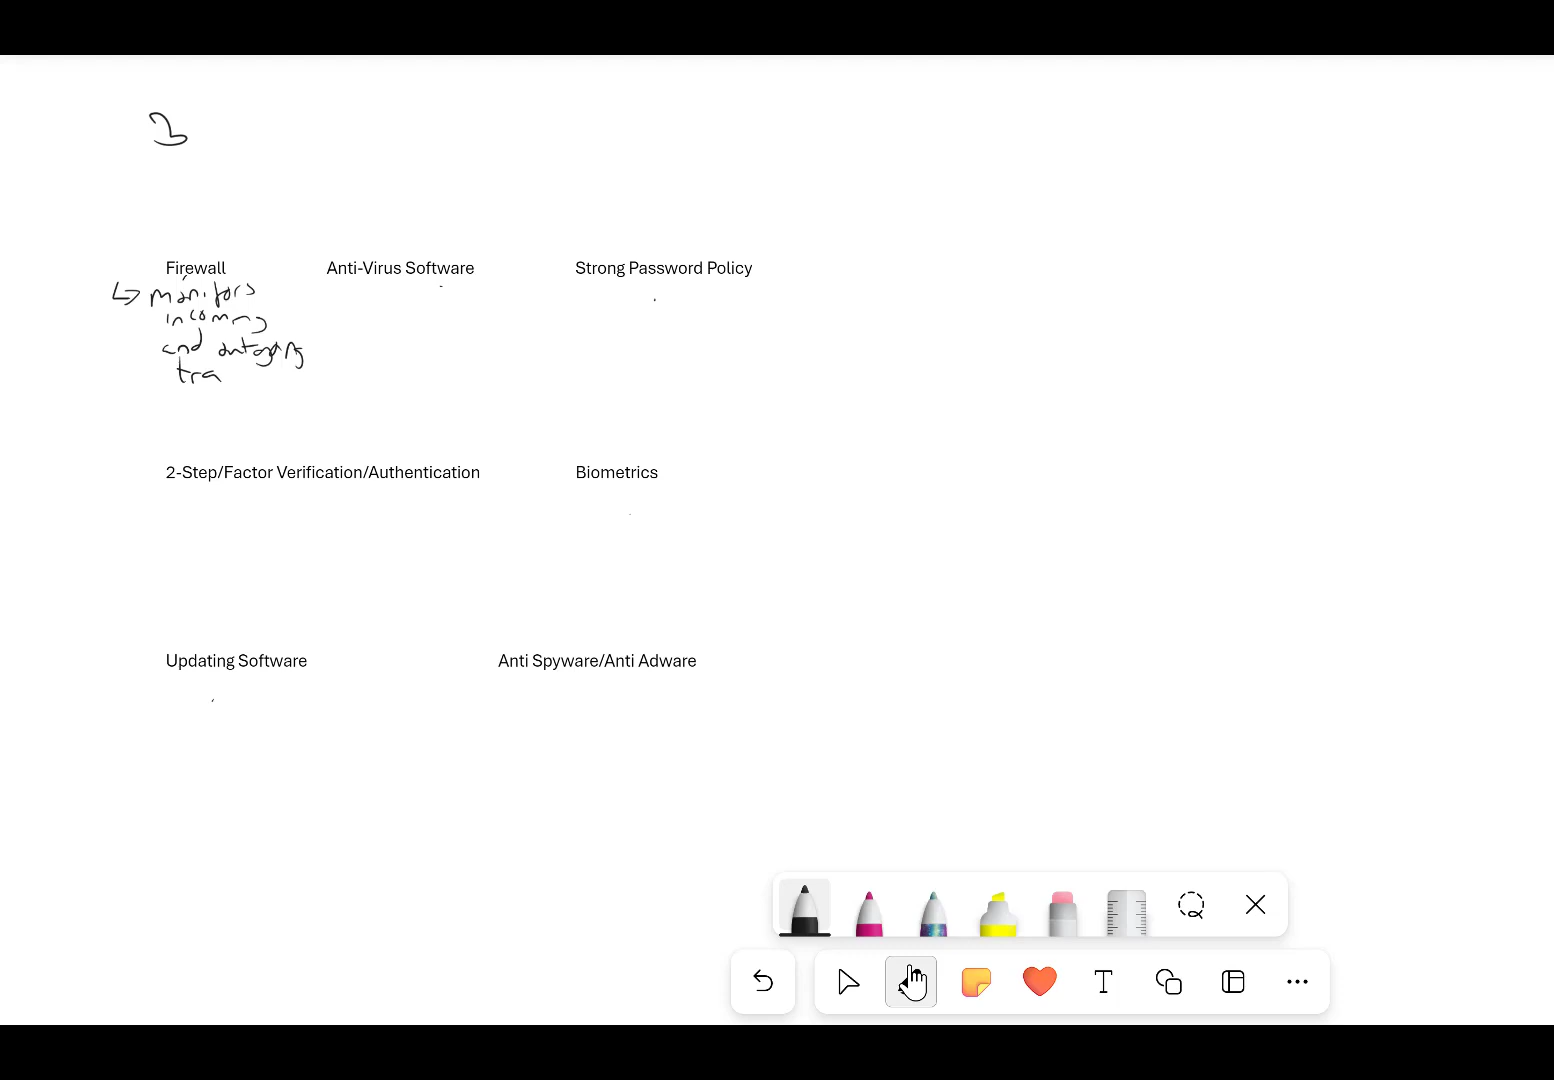 Firewall Anti-Virus Software Strong Password Policy
↳ monitors
incoming
and outgoing
tra
2-Step/Factor Verification/Authentication Biometrics
Updating Software Anti Spyware/Anti Adware
T